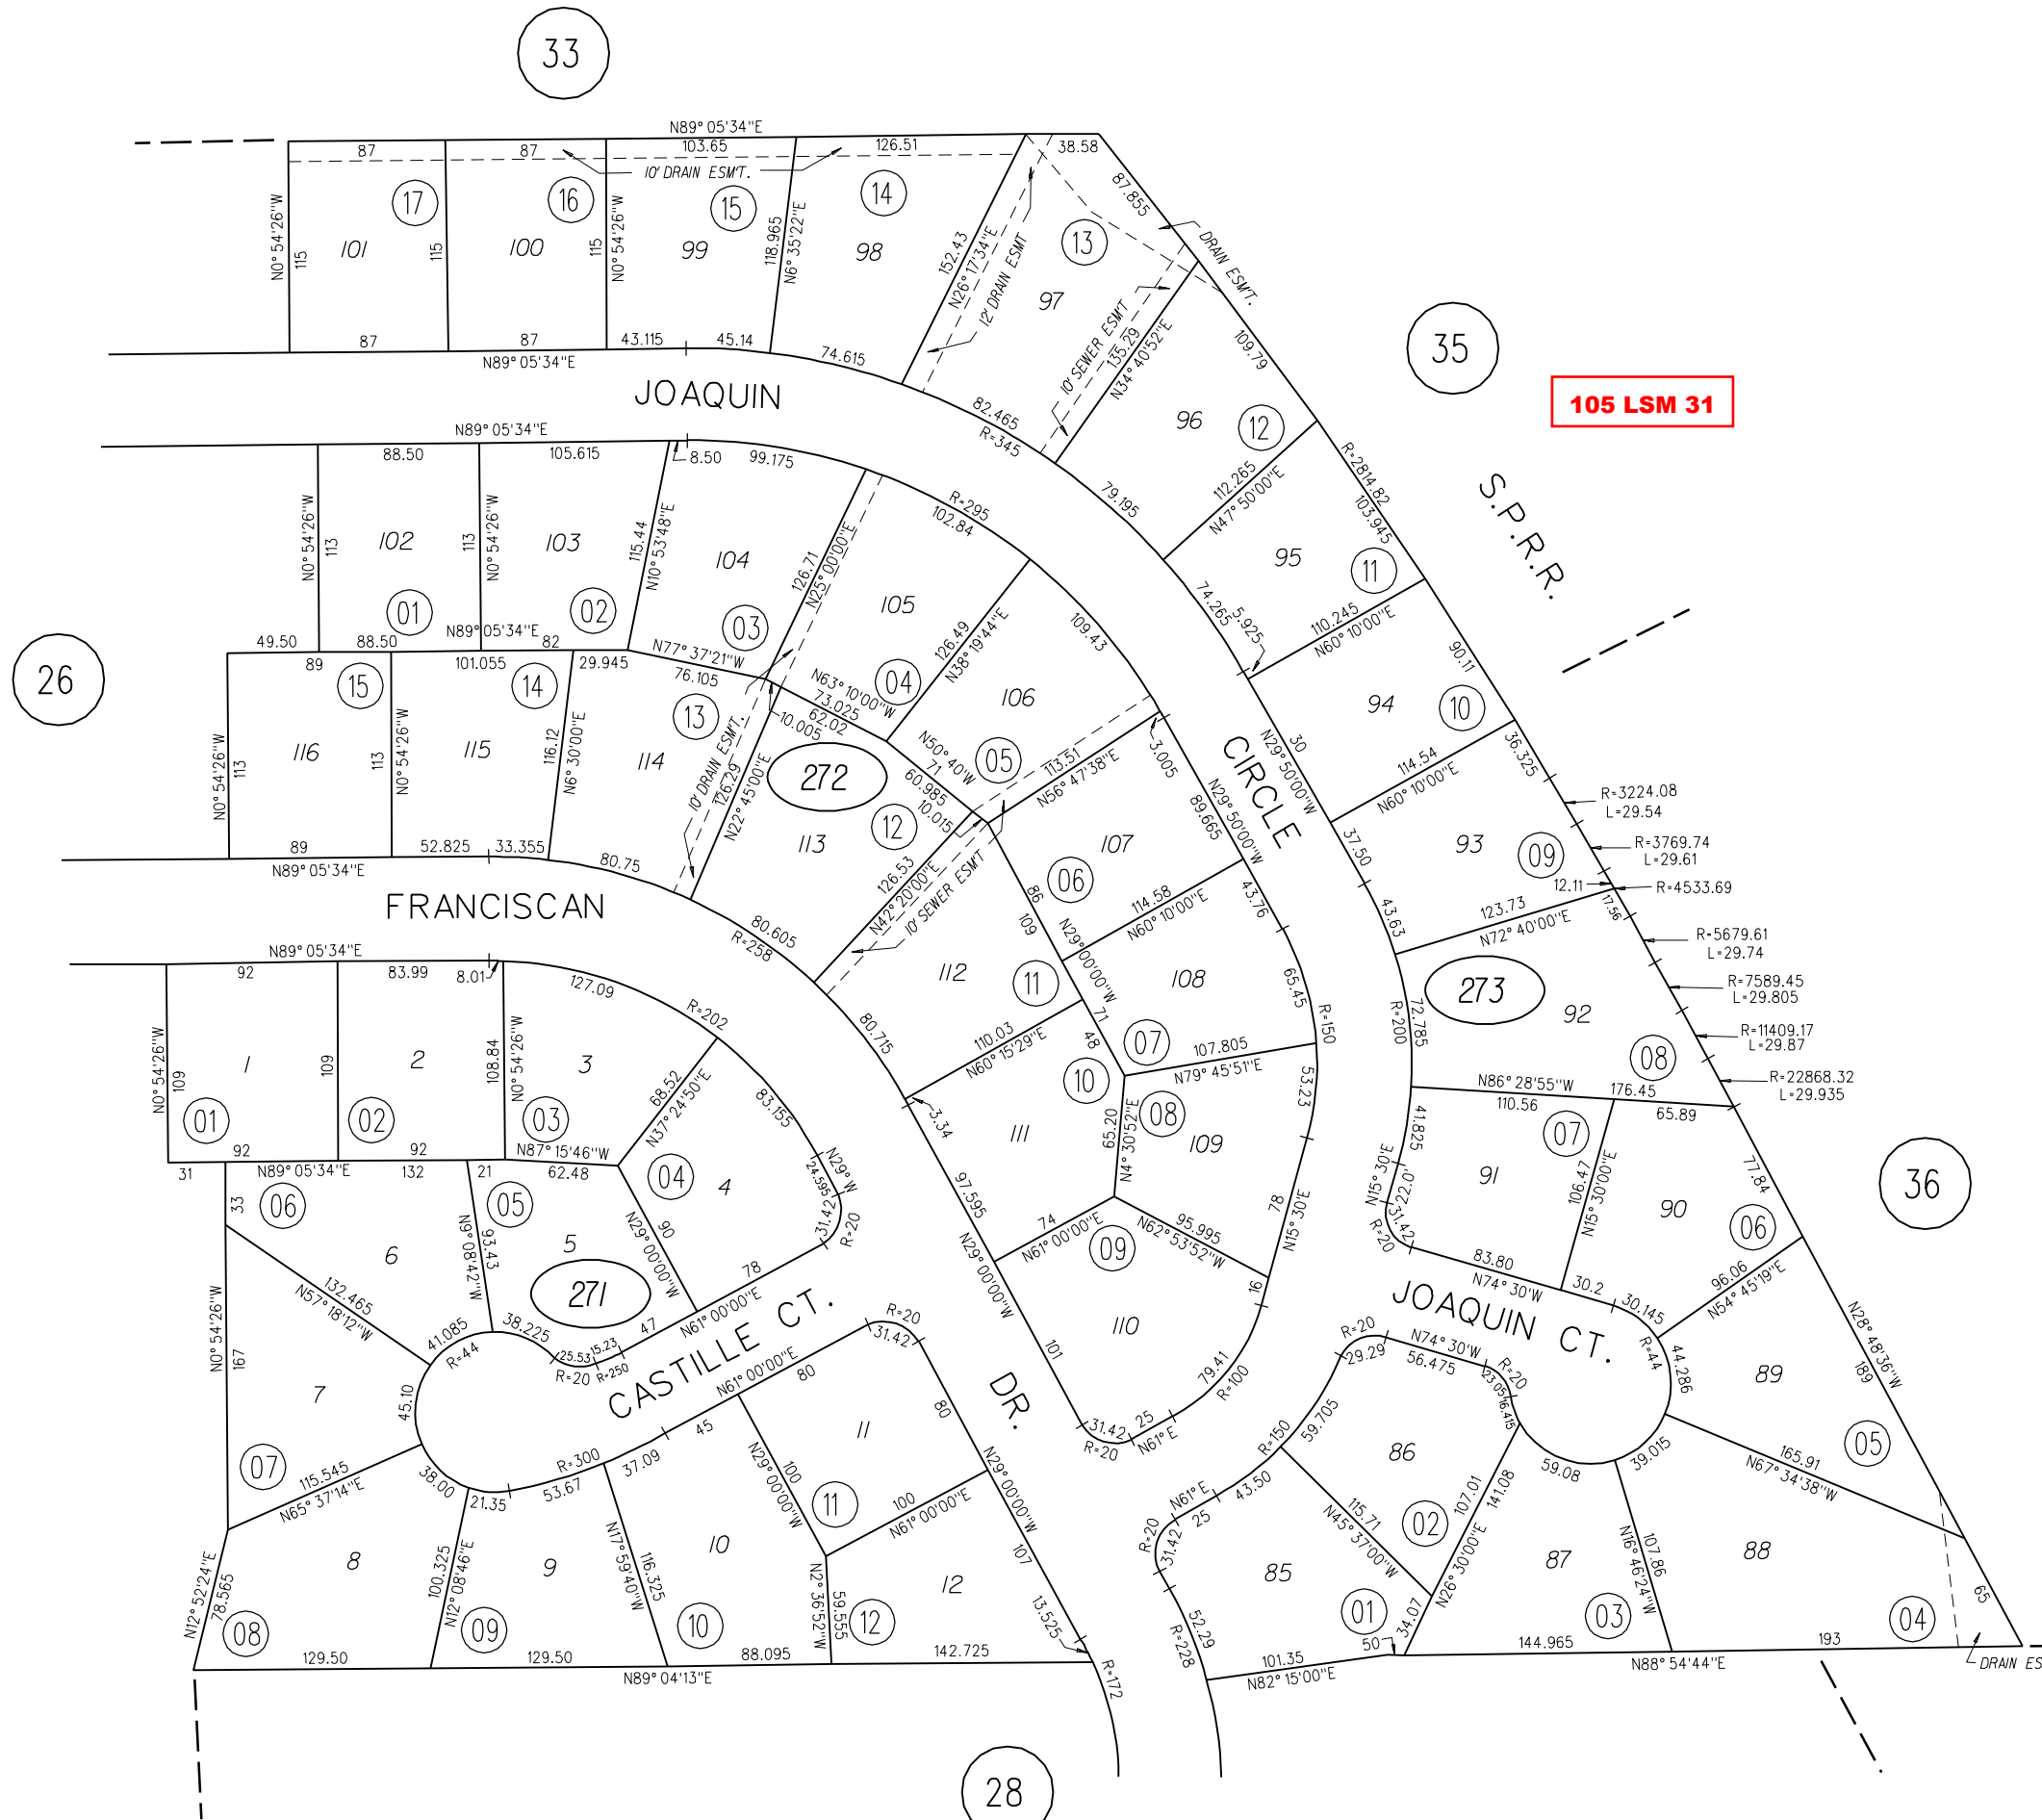 33
N89° 05'34"E
87
87
103.65
126.51
38.58
10' DRAIN ESM'T.
87.855
17
16
15
14
13
N0° 54'26"W
115
101
115
100
115
N0° 54'26"W
99
118.965
N6° 35'22"E
98
152.43
N26° 17'34"E
12' DRAIN ESMT
97
DRAIN ESM'T.
10' SEWER ESM'T
135.29
N34° 40'52"E
109.79
35
105 LSM 31
87
87
43.115
45.14
74.615
N89° 05'34"E
JOAQUIN
82.465
R=345
96
12
112.265
N47° 50'00"E
R=2814.82
103.945
S.P.R.R.
N89° 05'34"E
88.50
105.615
8.50
99.175
R=295
102.84
79.195
N0° 54'26"W
113
102
113
N0° 54'26"W
103
115.44
N10° 53'48"E
104
126.71
N25° 00'00"E
105
95
11
74.265
5.925
110.245
N60° 10'00"E
01
02
03
04
126.49
N38° 19'44"E
109.43
106
94
10
90.11
26
49.50
88.50
N89° 05'34"E
82
89
101.055
29.945
N77° 37'21"W
76.105
N63° 10'00"W
73.025
62.02
10.005
15
14
13
N0° 54'26"W
113
116
113
N0° 54'26"W
115
116.12
N6° 30'00"E
114
10' DRAIN ESM'T.
126.29
N22° 45'00"E
272
N50° 40'W
71
60.985
10.015
05
113.51
N56° 47'38"E
3.005
CIRCLE
30
N29° 50'00"W
114.54
N60° 10'00"E
36.325
R=3224.08
L=29.54
R=3769.74
L=29.61
12.11
R=4533.69
17.56
R=5679.61
L=29.74
R=7589.45
L=29.805
R=11409.17
L=29.87
R=22868.32
L=29.935
89
52.825
33.355
80.75
N89° 05'34"E
FRANCISCAN
113
12
126.53
N42° 20'00"E
10' SEWER ESM'T
107
06
N29° 50'00"W
89.665
86
109
114.58
N60° 10'00"E
43.76
37.50
93
09
43.63
123.73
N72° 40'00"E
80.605
R=258
112
11
N29° 00'00"W
71
48
108
65.45
R=150
273
R=200
72.785
92
08
N89° 05'34"E
92
83.99
8.01
127.09
R=202
80.715
110.03
N60° 15'29"E
10
07
107.805
N79° 45'51"E
53.23
N86° 28'55"W
176.45
110.56
65.89
N0° 54'26"W
109
1
109
2
108.84
N0° 54'26"W
3
68.52
N37° 24'50"E
83.155
3.34
01
02
03
111
65.20
N4° 30'52"E
08
109
41.825
N15° 30'E
22.0'
31.42
R=20
91
07
106.47
N15° 30'00"E
90
06
77.84
36
92
92
N87° 15'46"W
31
N89° 05'34"E
132
21
62.48
04
4
N29° W
24.595
31.42
R=20
97.595
33
06
05
N9° 08'42"W
93.43
N29° 00'00"W
90
6
5
271
78
N61° 00'00"E
47
74
N61° 00'00"E
N62° 53'52"W
95.995
09
78
N15° 30'E
16
83.80
N74° 30'W
30.2
30.145
96.06
N54° 45'19"E
N28° 48'36"W
189
N0° 54'26"W
167
132.465
N57° 18'12"W
41.085
R=44
38.225
25.53
15.23
R=20
R=250
CASTILLE CT.
R=20
31.42
N29° 00'00"W
101
110
79.41
R=100
JOAQUIN CT.
R=20
29.29
N74° 30'W
56.475
R=20
23.05
16.415
R=44
44.286
89
05
7
45.10
07
N61° 00'00"E
80
80
DR.
31.42
R=20
25
N61° E
59.705
R=150
86
115.545
N65° 37'14"E
38.00
R=300
37.09
45
53.67
21.35
N29° 00'00"W
100
11
11
100
N61° 00'00"E
N29° 00'00"W
107
N61° E
25
43.50
R=20
31.42
115.71
N45° 37'00"W
02
107.01
141.08
N26° 30'00"E
59.08
39.015
165.91
N67° 34'38"W
N12° 52'24"E
78.565
8
08
100.325
N12° 08'46"E
9
09
N17° 59'40"W
116.325
10
10
N2° 36'52"W
59.555
12
12
13.525
85
01
34.07
87
03
N16° 46'24"W
107.86
88
04
65
129.50
129.50
88.095
142.725
N89° 04'13"E
R=172
52.29
R=228
101.35
N82° 15'00"E
50
144.965
193
N88° 54'44"E
DRAIN ES
28